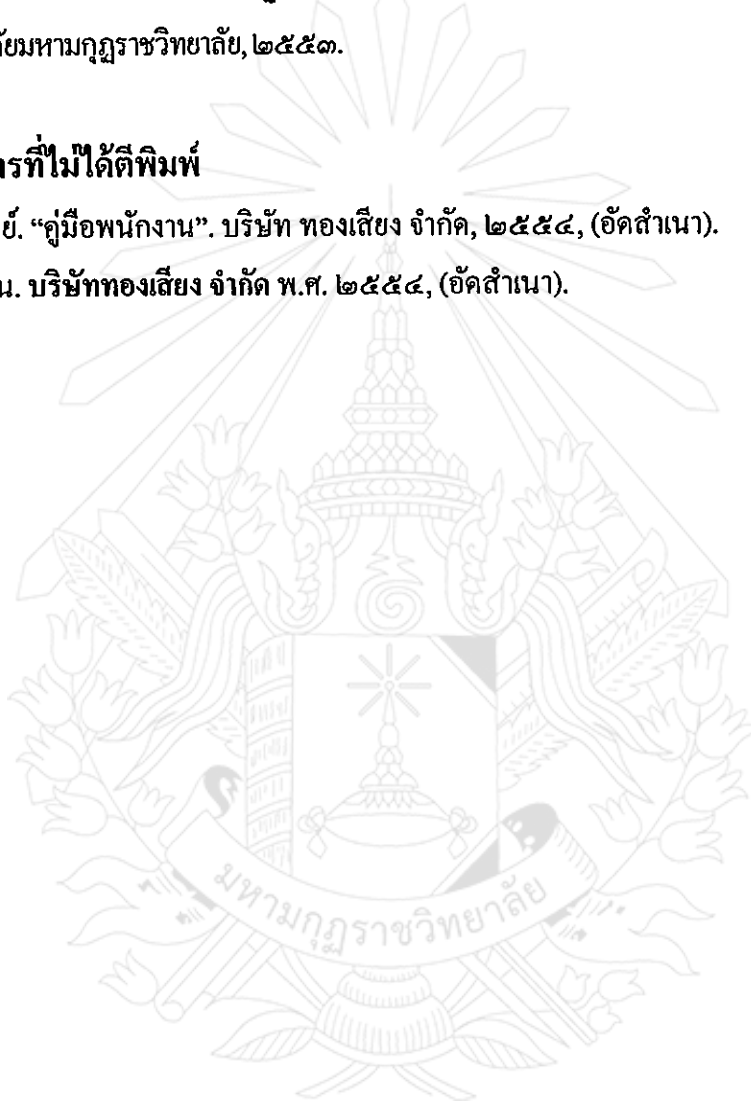 ัยมหามกุฏราชวิทยาลัย, ๒๕๕๓.
รที่ไม่ได้ตีพิมพ์
ย์. “คู่มือพนักงาน”. บริษัท ทองเสียง จำกัด, ๒๕๕๔, (อัดสำเนา).
น. บริษัททองเสียง จำกัด พ.ศ. ๒๕๕๔, (อัดสำเนา).
มหามกุฏราชวิทยาลัย